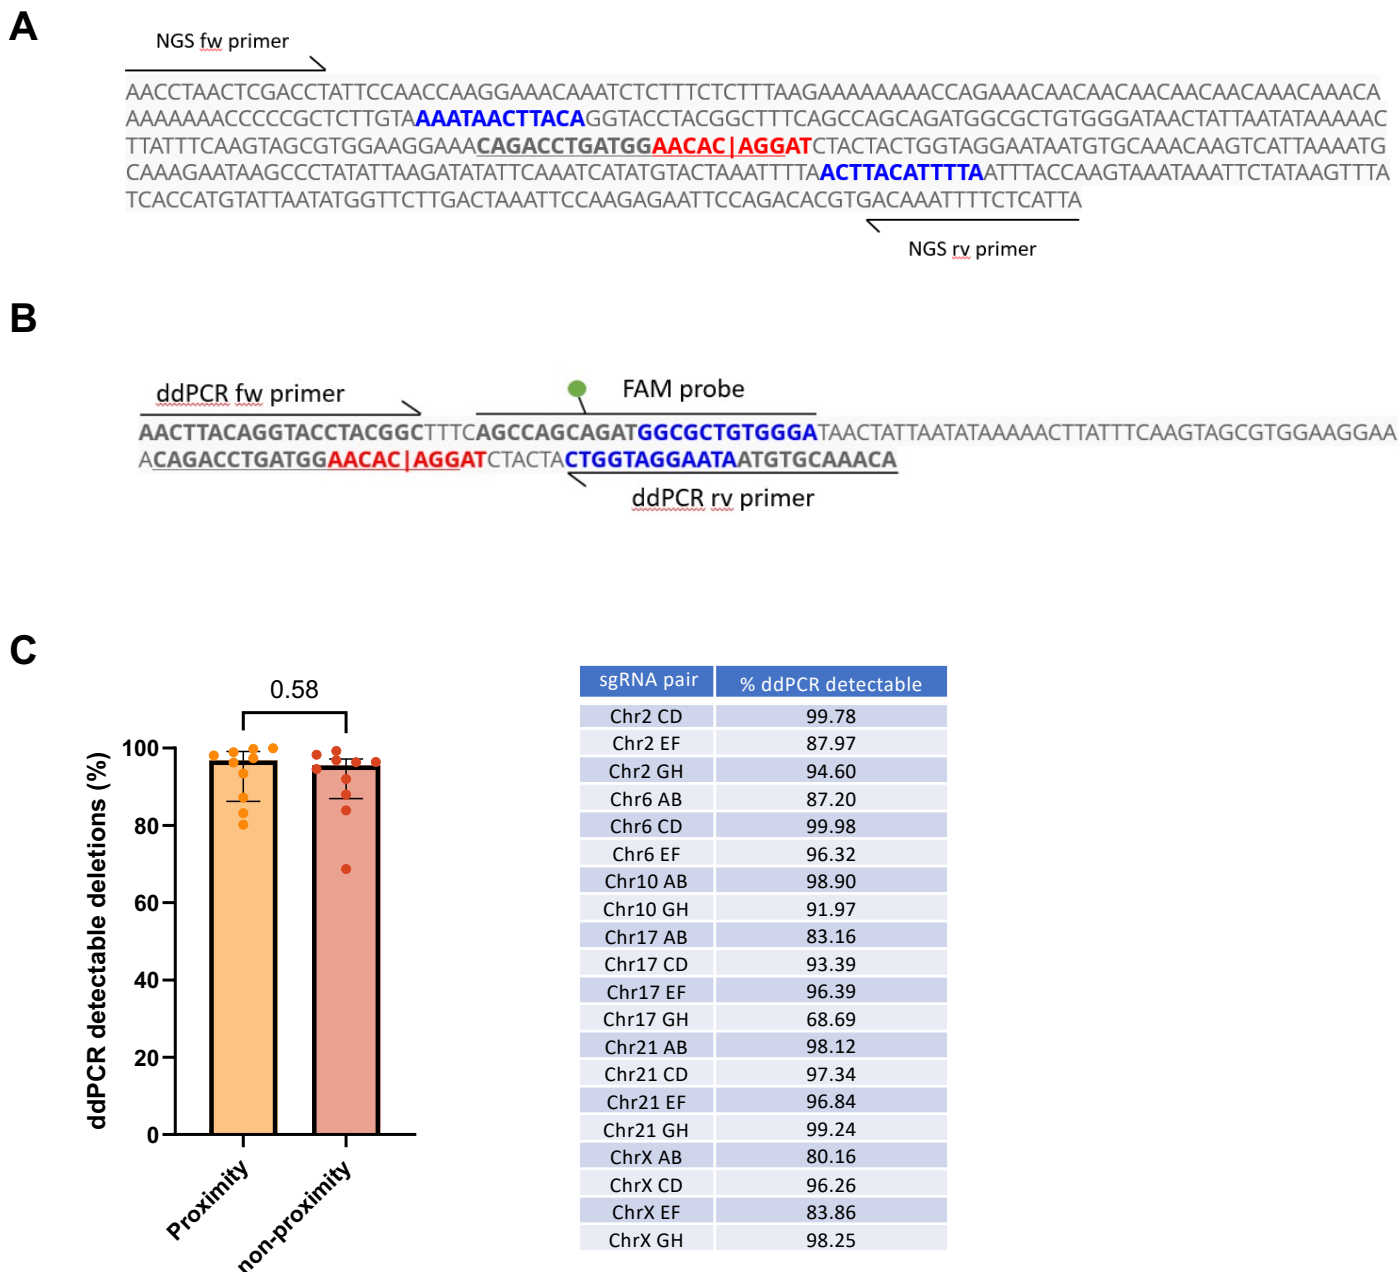 A
NGS fw primer
AACCTAACTCGACCTATTCCAACCAAGGAAACAAATCTCTTTCTCTTTAAGAAAAAAAACCAGAAACAACAACAACAACAACAAACAAACA
AAAAAAACCCCCGCTCTTGTAAAATAACTTACAGGTACCTACGGCTTTCAGCCAGCAGATGGCGCTGTGGGATAACTATTAATATAAAAAC
TTATTTCAAGTAGCGTGGAAGGAAACAGACCTGATGGAACAC|AGGATCTACTACTGGTAGGAATAATGTGCAAACAAGTCATTAAAATG
CAAAGAATAAGCCCTATATTAAGATATATTCAAATCATATGTACTAAATTTTAACTTACATTTTAATTTACCAAGTAAATAAATTCTATAAGTTTA
TCACCATGTATTAATATGGTTCTTGACTAAATTCCAAGAGAATTCCAGACACGTGACAAATTTTCTCATTA
NGS rv primer
B
ddPCR fw primer
FAM probe
AACTTACAGGTACCTACGGCTTTCAGCCAGCAGATGGCGCTGTGGGATAACTATTAATATAAAAACTTATTTCAAGTAGCGTGGAAGGAA
ACAGACCTGATGGAACAC|AGGATCTACTACTGGTAGGAATAATGTGCAAACA
ddPCR rv primer
C
0.58
ddPCR detectable deletions (%)
100
80
60
40
20
0
Proximity
non-proximity
sgRNA pair % ddPCR detectable
Chr2 CD 99.78
Chr2 EF 87.97
Chr2 GH 94.60
Chr6 AB 87.20
Chr6 CD 99.98
Chr6 EF 96.32
Chr10 AB 98.90
Chr10 GH 91.97
Chr17 AB 83.16
Chr17 CD 93.39
Chr17 EF 96.39
Chr17 GH 68.69
Chr21 AB 98.12
Chr21 CD 97.34
Chr21 EF 96.84
Chr21 GH 99.24
ChrX AB 80.16
ChrX CD 96.26
ChrX EF 83.86
ChrX GH 98.25